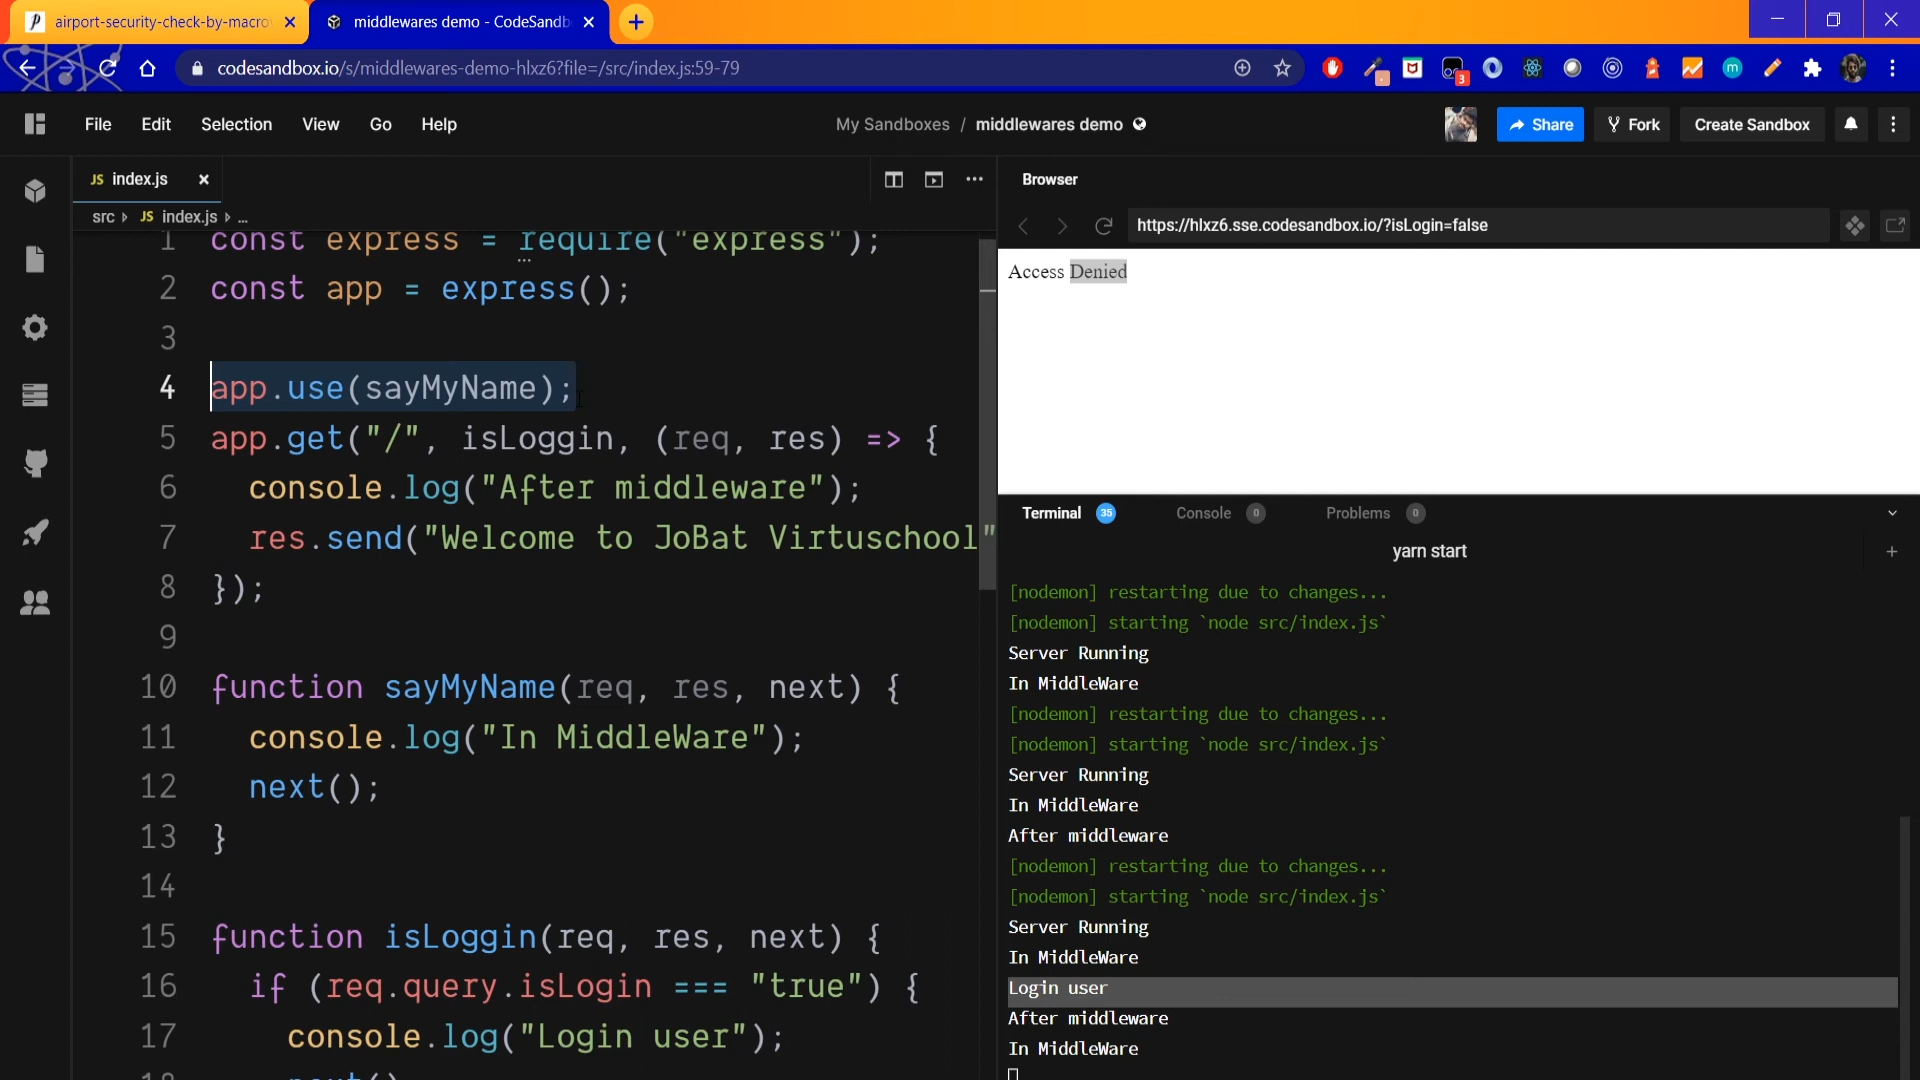 airport-security-check-by-macro
middlewares demo - CodeSandb
codesandbox.io/s/middlewares-demo-hlxz6?file=/src/index.js:59-79
3
m
File Edit Selection View Go Help
My Sandboxes / middlewares demo
Share
Fork
Create Sandbox
JS index.js
src JS index.js ...
1 const express = require("express");
2 const app = express();
3
4 app.use(sayMyName);
5 app.get("/", isLoggin, (req, res) => {
6 console.log("After middleware");
7 res.send("Welcome to JoBat Virtuschool"
8 });
9
10 function sayMyName(req, res, next) {
11 console.log("In MiddleWare");
12 next();
13 }
14
15 function isLoggin(req, res, next) {
16 if (req.query.isLogin === "true") {
17 console.log("Login user");
Browser
https://hlxz6.sse.codesandbox.io/?isLogin=false
Access Denied
Terminal 35 Console 0 Problems 0
yarn start
[nodemon] restarting due to changes...
[nodemon] starting `node src/index.js`
Server Running
In MiddleWare
[nodemon] restarting due to changes...
[nodemon] starting `node src/index.js`
Server Running
In MiddleWare
After middleware
[nodemon] restarting due to changes...
[nodemon] starting `node src/index.js`
Server Running
In MiddleWare
Login user
After middleware
In MiddleWare